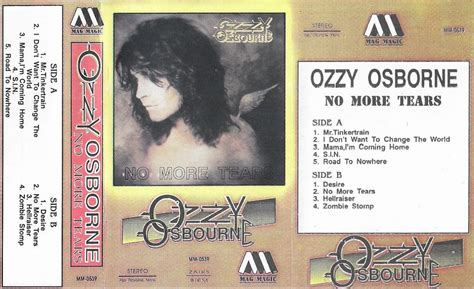 SIDE A
1. Mr.Tinkertrain
2. I Don't Want To Change The
World
3. Mama,I'm Coming Home
4. S.I.N.
5. Road To Nowhere
SIDE B
1. Desire
2. No More Tears
3. Hellraiser
4. Zombie Stomp
MAG MAGIC
OZZY OSBORNE
NO MORE TEARS
MM-0539
OZZY
OSBOURNE
NO MORE TEARS
OZZY
OSBOURNE
STEREO
MM-0539
MAG MAGIC
STEREO
MAG MAGIC
MM-0539
OZZY OSBORNE
NO MORE TEARS
SIDE A
1. Mr.Tinkertrain
2. I Don't Want To Change The World
3. Mama,I'm Coming Home
4. S.I.N.
5. Road To Nowhere
SIDE B
1. Desire
2. No More Tears
3. Hellraiser
4. Zombie Stomp
OZZY
OSBOURNE